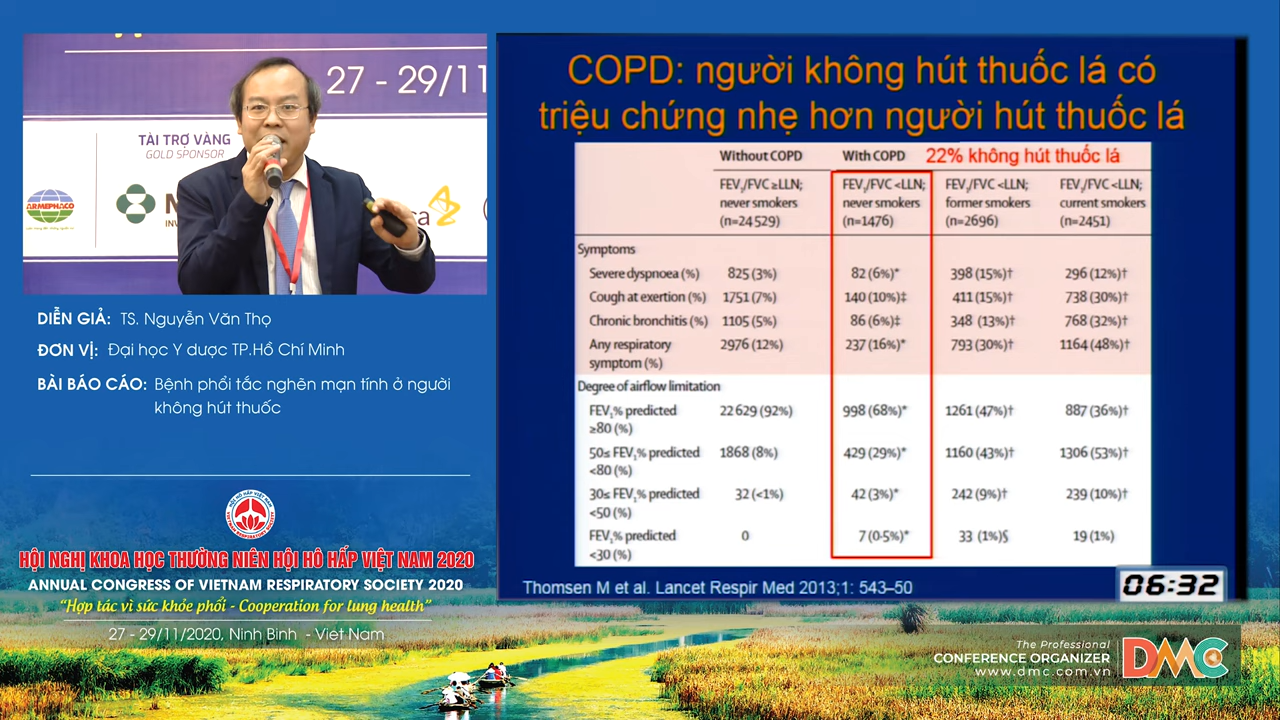 27 - 29/11
TÀI TRỢ VÀNG
GOLD SPONSOR
ARMEPHACO
DIỄN GIẢ: TS. Nguyễn Văn Thọ
ĐƠN VỊ: Đại học Y dược TP.Hồ Chí Minh
BÀI BÁO CÁO: Bệnh phổi tắc nghẽn mạn tính ở người
không hút thuốc
HỘI HÔ HẤP VIỆT NAM
VIETNAM RESPIRATORY SOCIETY
HỘI NGHỊ KHOA HỌC THƯỜNG NIÊN HỘI HÔ HẤP VIỆT NAM 2020
ANNUAL CONGRESS OF VIETNAM RESPIRATORY SOCIETY 2020
“Hợp tác vì sức khỏe phổi - Cooperation for lung health”
27 - 29/11/2020, Ninh Bình - Việt Nam
COPD: người không hút thuốc lá có
triệu chứng nhẹ hơn người hút thuốc lá
Without COPD With COPD 22% không hút thuốc lá
FEV₁/FVC ≥LLN; FEV₁/FVC <LLN; FEV₁/FVC <LLN; FEV₁/FVC <LLN;
never smokers never smokers former smokers current smokers
(n=24 529) (n=1476) (n=2696) (n=2451)
Symptoms
Severe dyspnoea (%) 825 (3%) 82 (6%)* 398 (15%)† 296 (12%)†
Cough at exertion (%) 1751 (7%) 140 (10%)‡ 411 (15%)† 738 (30%)†
Chronic bronchitis (%) 1105 (5%) 86 (6%)‡ 348 (13%)† 768 (32%)†
Any respiratory 2976 (12%) 237 (16%)* 793 (30%)† 1164 (48%)†
symptom (%)
Degree of airflow limitation
FEV₁% predicted 22 629 (92%) 998 (68%)* 1261 (47%)† 887 (36%)†
≥80 (%)
50≤ FEV₁% predicted 1868 (8%) 429 (29%)* 1160 (43%)† 1306 (53%)†
<80 (%)
30≤ FEV₁% predicted 32 (<1%) 42 (3%)* 242 (9%)† 239 (10%)†
<50 (%)
FEV₁% predicted 0 7 (0·5%)* 33 (1%)§ 19 (1%)
<30 (%)
Thomsen M et al. Lancet Respir Med 2013;1: 543–50
06:32
The Professional
CONFERENCE ORGANIZER
www.dmc.com.vn
DMC